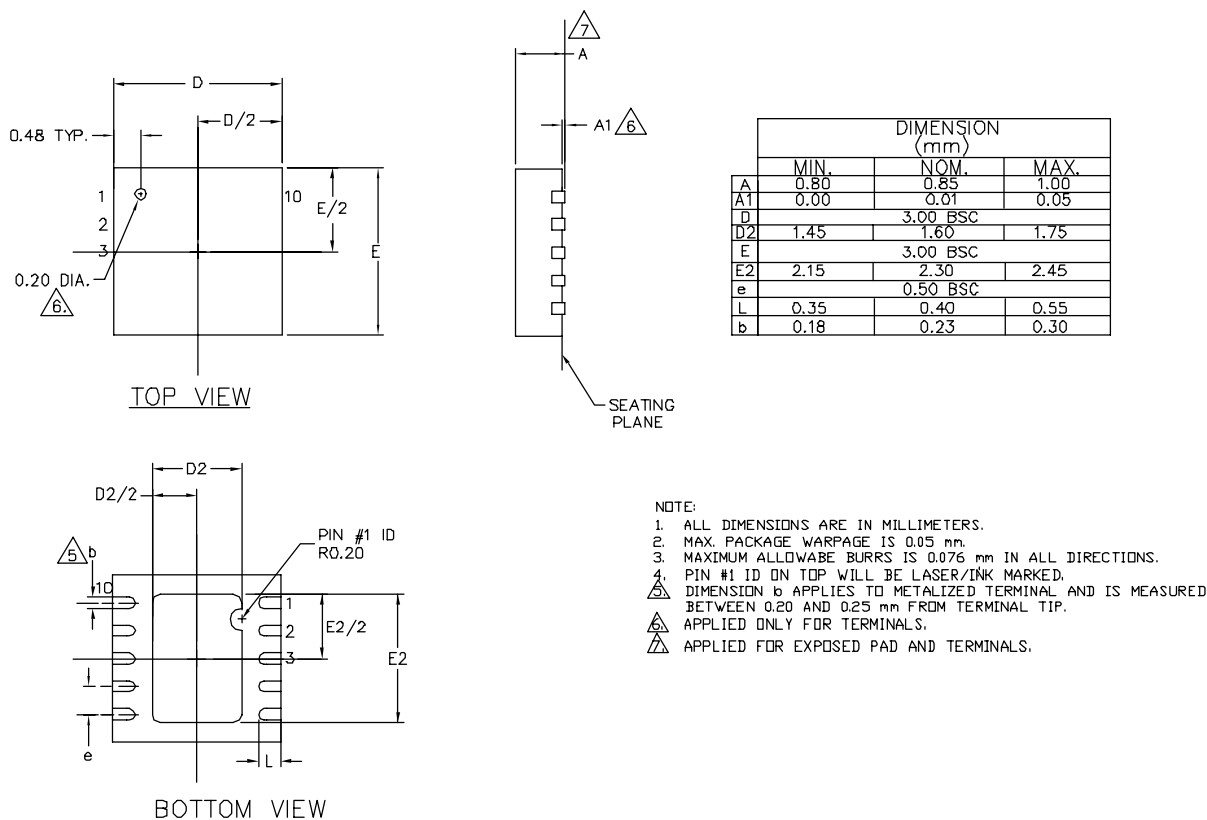 D
D/2
0.48 TYP.
1
2
3
10
E/2
E
0.20 DIA.
6.
TOP VIEW
7
A
A1 6
SEATING
PLANE
DIMENSION
(mm)
MIN. NOM. MAX.
A 0.80 0.85 1.00
A1 0.00 0.01 0.05
D 3.00 BSC
D2 1.45 1.60 1.75
E 3.00 BSC
E2 2.15 2.30 2.45
e 0.50 BSC
L 0.35 0.40 0.55
b 0.18 0.23 0.30
D2
D2/2
PIN #1 ID
R0.20
5 b
10
1
2
3
E2/2
E2
e
L
BOTTOM VIEW
NOTE:
1. ALL DIMENSIONS ARE IN MILLIMETERS.
2. MAX. PACKAGE WARPAGE IS 0.05 mm.
3. MAXIMUM ALLOWABE BURRS IS 0.076 mm IN ALL DIRECTIONS.
4. PIN #1 ID ON TOP WILL BE LASER/INK MARKED.
5. DIMENSION b APPLIES TO METALIZED TERMINAL AND IS MEASURED
BETWEEN 0.20 AND 0.25 mm FROM TERMINAL TIP.
6. APPLIED ONLY FOR TERMINALS.
7. APPLIED FOR EXPOSED PAD AND TERMINALS.